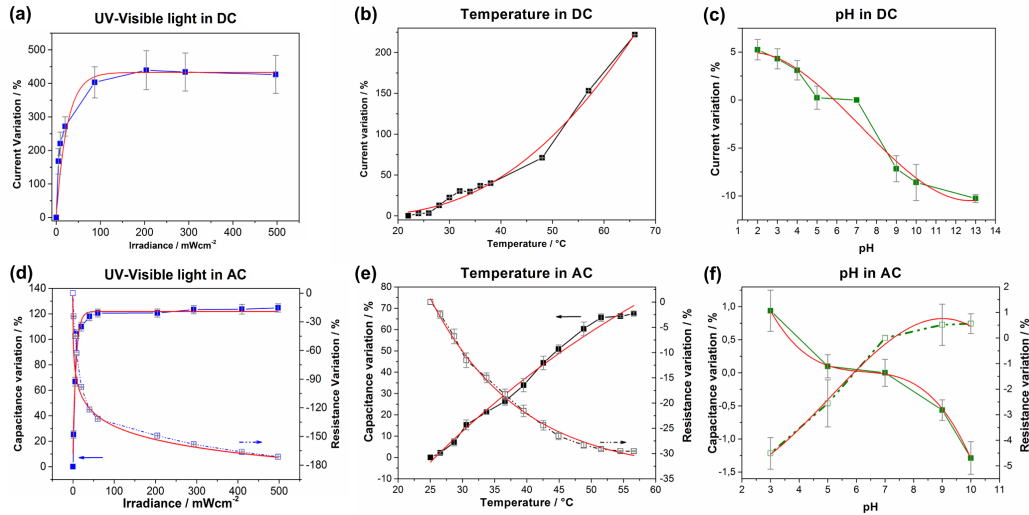 (a)
UV-Visible light in DC
Current Variation / %
500
450
400
350
300
250
200
150
100
50
0
0 100 200 300 400 500
Irradiance / mWcm-2
(b)
Temperature in DC
Current variation / %
200
150
100
50
0
20 30 40 50 60 70
Temperature / °C
(c)
pH in DC
Current variation / %
5
0
-5
-10
1 2 3 4 5 6 7 8 9 10 11 12 13 14
pH
(d)
UV-Visible light in AC
Capacitance variation / %
140
120
100
80
60
40
20
0
0 100 200 300 400 500
Irradiance / mWcm-2
0
-30
-60
-90
-120
-150
-180
Resistance variation / %
(e)
Temperature in AC
Capacitance variation / %
80
70
60
50
40
30
20
10
0
-10
20 25 30 35 40 45 50 55 60
Temperature / °C
0
-5
-10
-15
-20
-25
-30
-35
Resistance variation / %
(f)
pH in AC
Capacitance variation / %
1,5
1,0
0,5
0,0
-0,5
-1,0
-1,5
2 3 4 5 6 7 8 9 10 11
pH
2
1
0
-1
-2
-3
-4
-5
Resistance variation / %